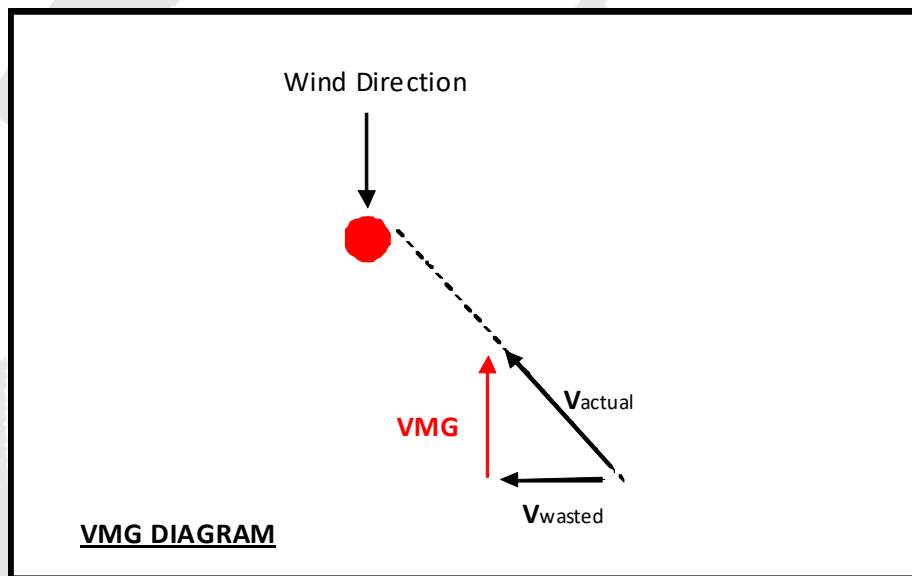 Wind Direction
Vactual
VMG
Vwasted
VMG DIAGRAM